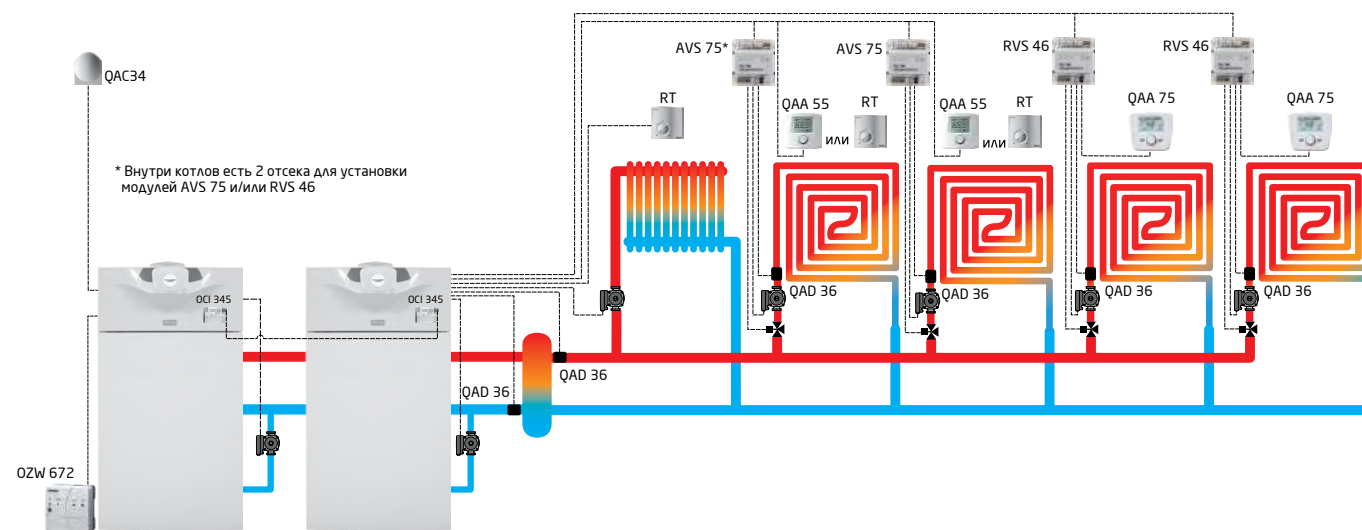 AVS 75*
AVS 75
RVS 46
RVS 46
QAC34
RT
QAA 55
или
RT
QAA 55
или
RT
QAA 75
QAA 75
* Внутри котлов есть 2 отсека для установки
модулей AVS 75 и/или RVS 46
OCI 345
OCI 345
QAD 36
QAD 36
QAD 36
QAD 36
QAD 36
QAD 36
OZW 672